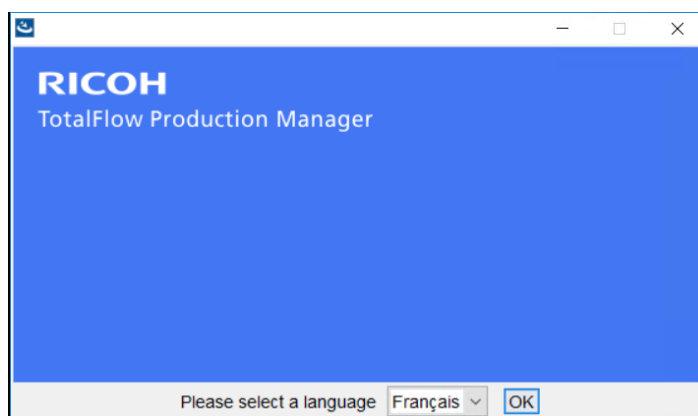 RICOH
TotalFlow Production Manager
Please select a language Français OK